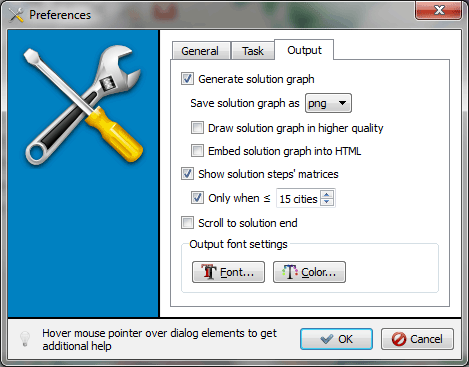 Preferences
General Task Output
Generate solution graph
Save solution graph as png
Draw solution graph in higher quality
Embed solution graph into HTML
Show solution steps' matrices
Only when ≤ 15 cities
Scroll to solution end
Output font settings
Font... Color...
Hover mouse pointer over dialog elements to get
additional help
OK Cancel